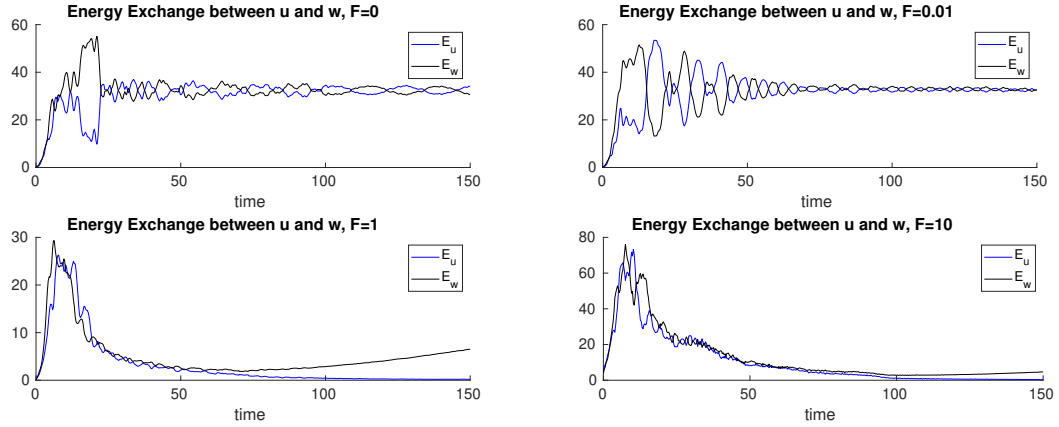 Energy Exchange between u and w, F=0
60
40
20
0
0
50
100
150
time
E_u
E_w
Energy Exchange between u and w, F=0.01
60
40
20
0
0
50
100
150
time
E_u
E_w
Energy Exchange between u and w, F=1
30
20
10
0
0
50
100
150
time
E_u
E_w
Energy Exchange between u and w, F=10
80
60
40
20
0
0
50
100
150
time
E_u
E_w